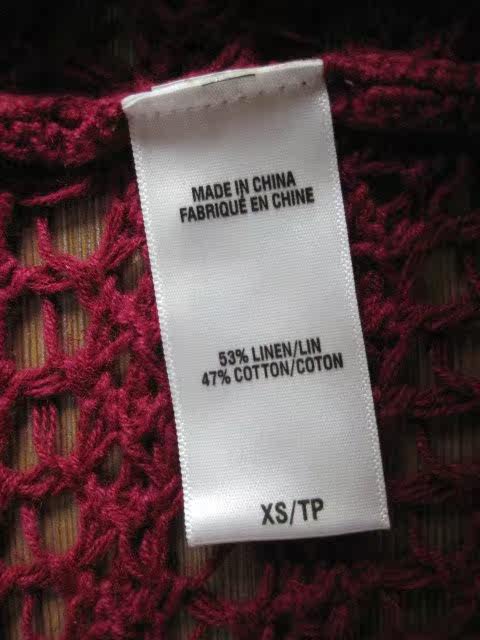 MADE IN CHINA
FABRIQUÉ EN CHINE
53% LINEN/LIN
47% COTTON/COTON
XS/TP